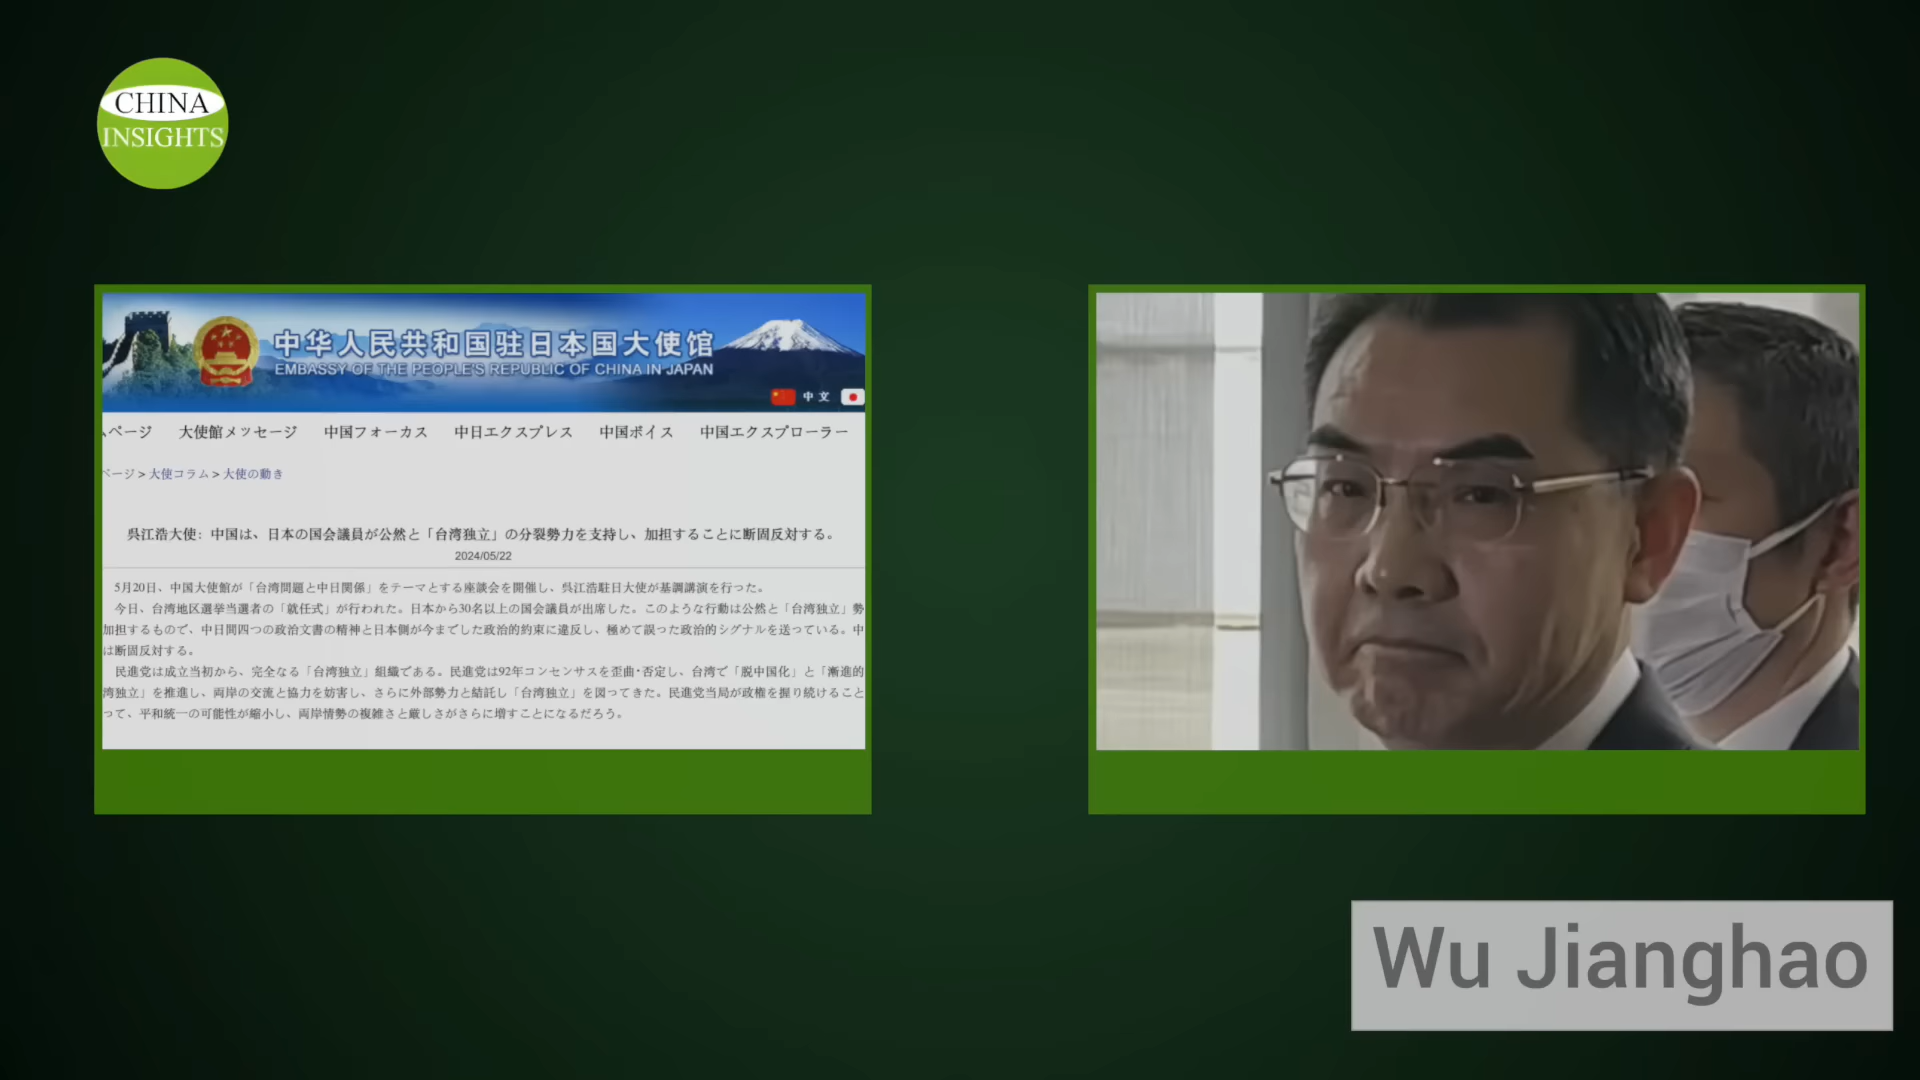 CHINA
INSIGHTS
中华人民共和国驻日本国大使馆
EMBASSY OF THE PEOPLE'S REPUBLIC OF CHINA IN JAPAN
中文
ページ 大使館メッセージ 中国フォーカス 中日エクスプレス 中国ボイス 中国エクスプローラー
ページ > 大使コラム > 大使の動き
呉江浩大使: 中国は、日本の国会議員が公然と「台湾独立」の分裂勢力を支持し、加担することに断固反対する。
2024/05/22
5月20日、中国大使館が「台湾問題と中日関係」をテーマとする座談会を開催し、呉江浩駐日大使が基調講演を行った。
今日、台湾地区選挙当選者の「就任式」が行われた。日本から30名以上の国会議員が出席した。このような行動は公然と「台湾独立」勢
加担するもので、中日間四つの政治文書の精神と日本側が今までした政治的約束に違反し、極めて誤った政治的シグナルを送っている。中
は断固反対する。
民進党は成立当初から、完全なる「台湾独立」組織である。民進党は92年コンセンサスを歪曲・否定し、台湾で「脱中国化」と「漸進的
湾独立」を推進し、両岸の交流と協力を妨害し、さらに外部勢力と結託し「台湾独立」を図ってきた。民進党当局が政権を握り続けること
って、平和統一の可能性が縮小し、両岸情勢の複雑さと厳しさがさらに増すことになるだろう。
Wu Jianghao